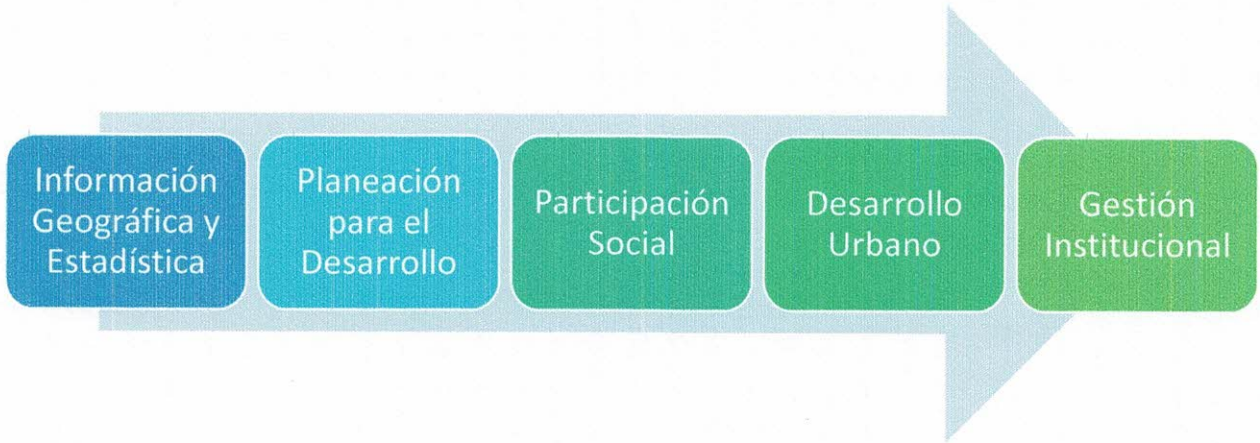 Información
Geográfica y
Estadística
Planeación
para el
Desarrollo
Participación
Social
Desarrollo
Urbano
Gestión
Institucional